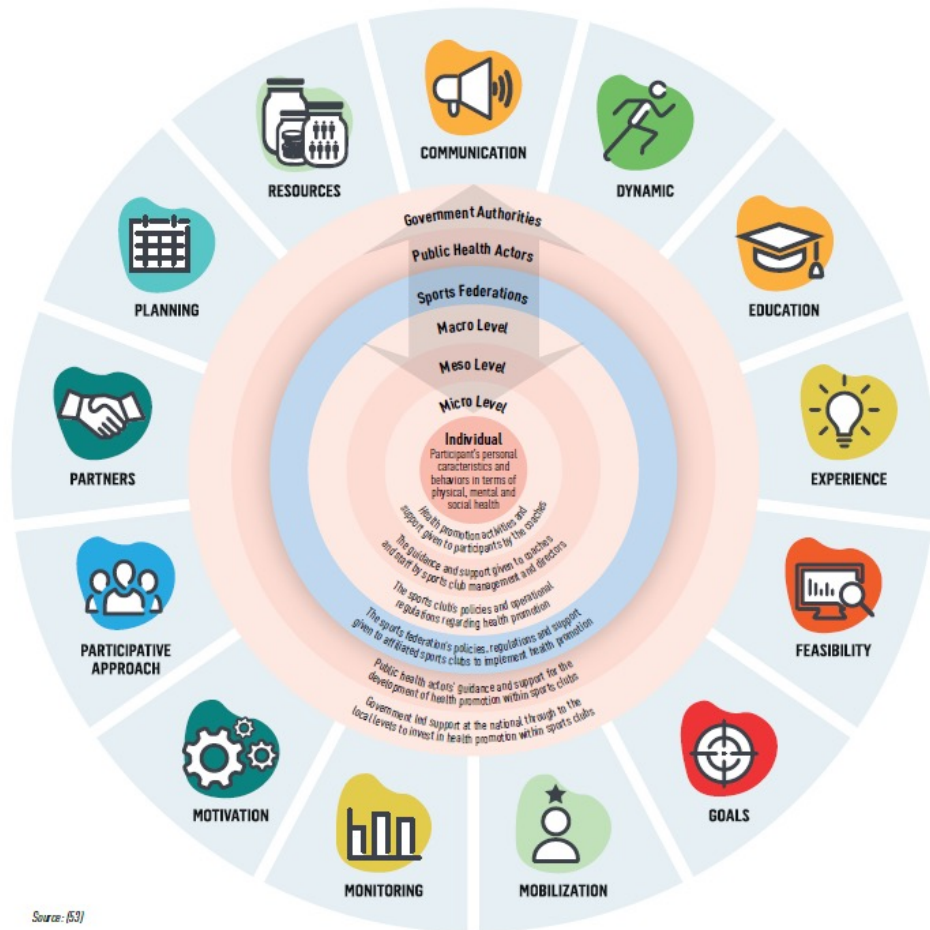 COMMUNICATION
DYNAMIC
EDUCATION
EXPERIENCE
FEASIBILITY
GOALS
MOBILIZATION
MONITORING
MOTIVATION
PARTICIPATIVE
APPROACH
PARTNERS
PLANNING
RESOURCES
Government Authorities
Public Health Actors
Sports Federations
Macro Level
Meso Level
Micro Level
Individual
Participant's personal
caracteristics and
behaviors in terms of
physical, mental and
social health
Health promotion activities and
support given to participants by the coaches
The guidance and support given to coaches
and staff by sports club management and directors
The sports club's policies and operational
regulations regarding health promotion
The sports federation's policies, regulations and support
given to affiliated sports clubs to implement health promotion
Public health actors' guidance and support for the
development of health promotion within sports clubs
Government led support at the national through to the
local levels to invest in health promotion within sports clubs
Source: (53)